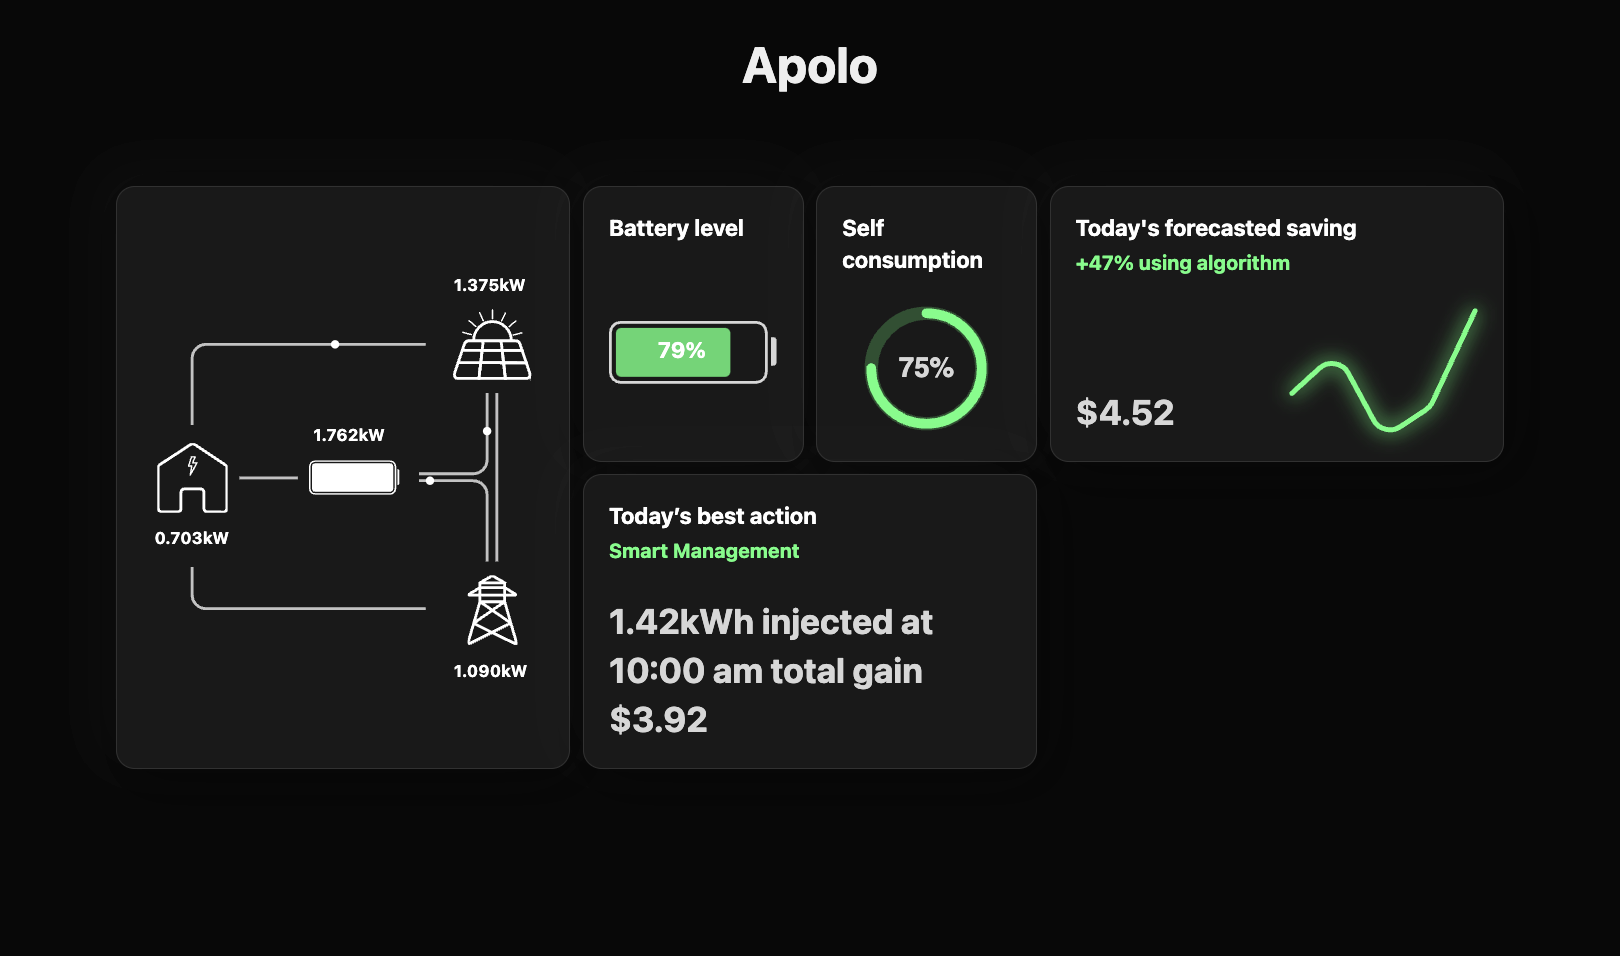 Apolo
1.375kW
1.762kW
0.703kW
1.090kW
Battery level
79%
Self
consumption
75%
Today's forecasted saving
+47% using algorithm
$4.52
Today’s best action
Smart Management
1.42kWh injected at
10:00 am total gain
$3.92